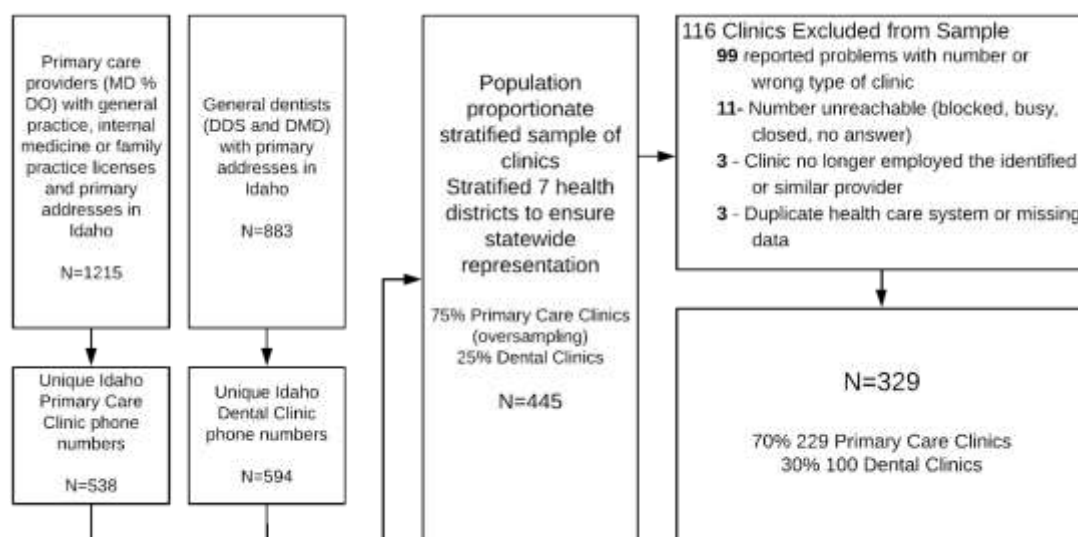 Primary care
providers (MD %
DO) with general
practice, internal
medicine or family
practice licenses
and primary
addresses in
Idaho
N=1215
General dentists
(DDS and DMD)
with primary
addresses in
Idaho
N=883
Unique Idaho
Primary Care
Clinic phone
numbers
N=538
Unique Idaho
Dental Clinic
phone numbers
N=594
Population
proportionate
stratified sample of
clinics
Stratified 7 health
districts to ensure
statewide
representation
75% Primary Care Clinics
(oversampling)
25% Dental Clinics
N=445
116 Clinics Excluded from Sample
99 reported problems with number or
wrong type of clinic
11- Number unreachable (blocked, busy,
closed, no answer)
3 - Clinic no longer employed the identified
or similar provider
3 - Duplicate health care system or missing
data
N=329
70% 229 Primary Care Clinics
30% 100 Dental Clinics